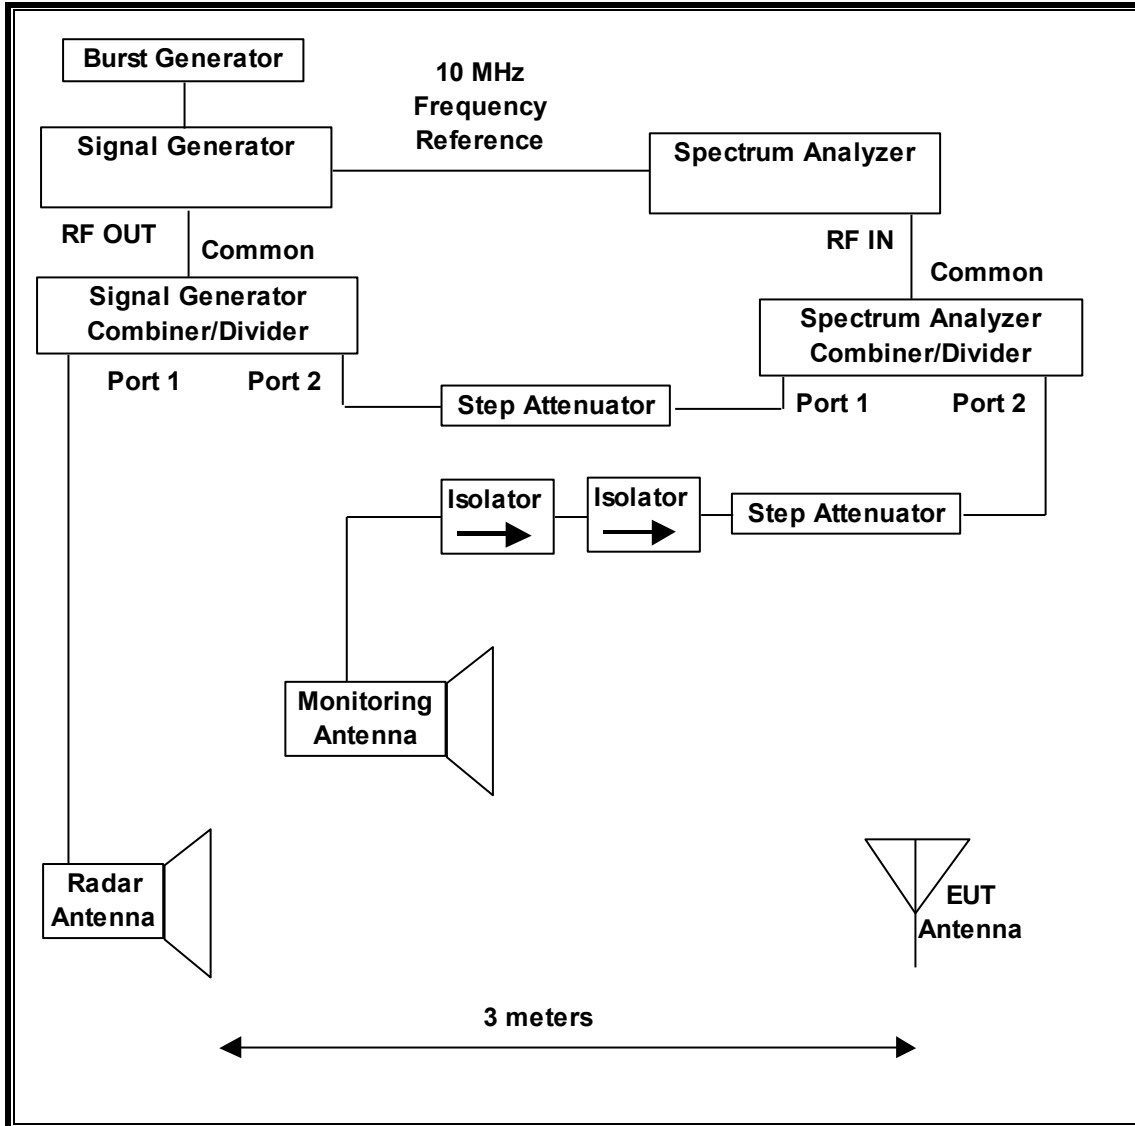 Burst Generator
10 MHz
Frequency
Reference
Signal Generator
Spectrum Analyzer
RF OUT
Common
RF IN
Common
Signal Generator
Combiner/Divider
Spectrum Analyzer
Combiner/Divider
Port 1
Port 2
Step Attenuator
Port 1
Port 2
Isolator
Isolator
Step Attenuator
Monitoring
Antenna
Radar
Antenna
EUT
Antenna
3 meters